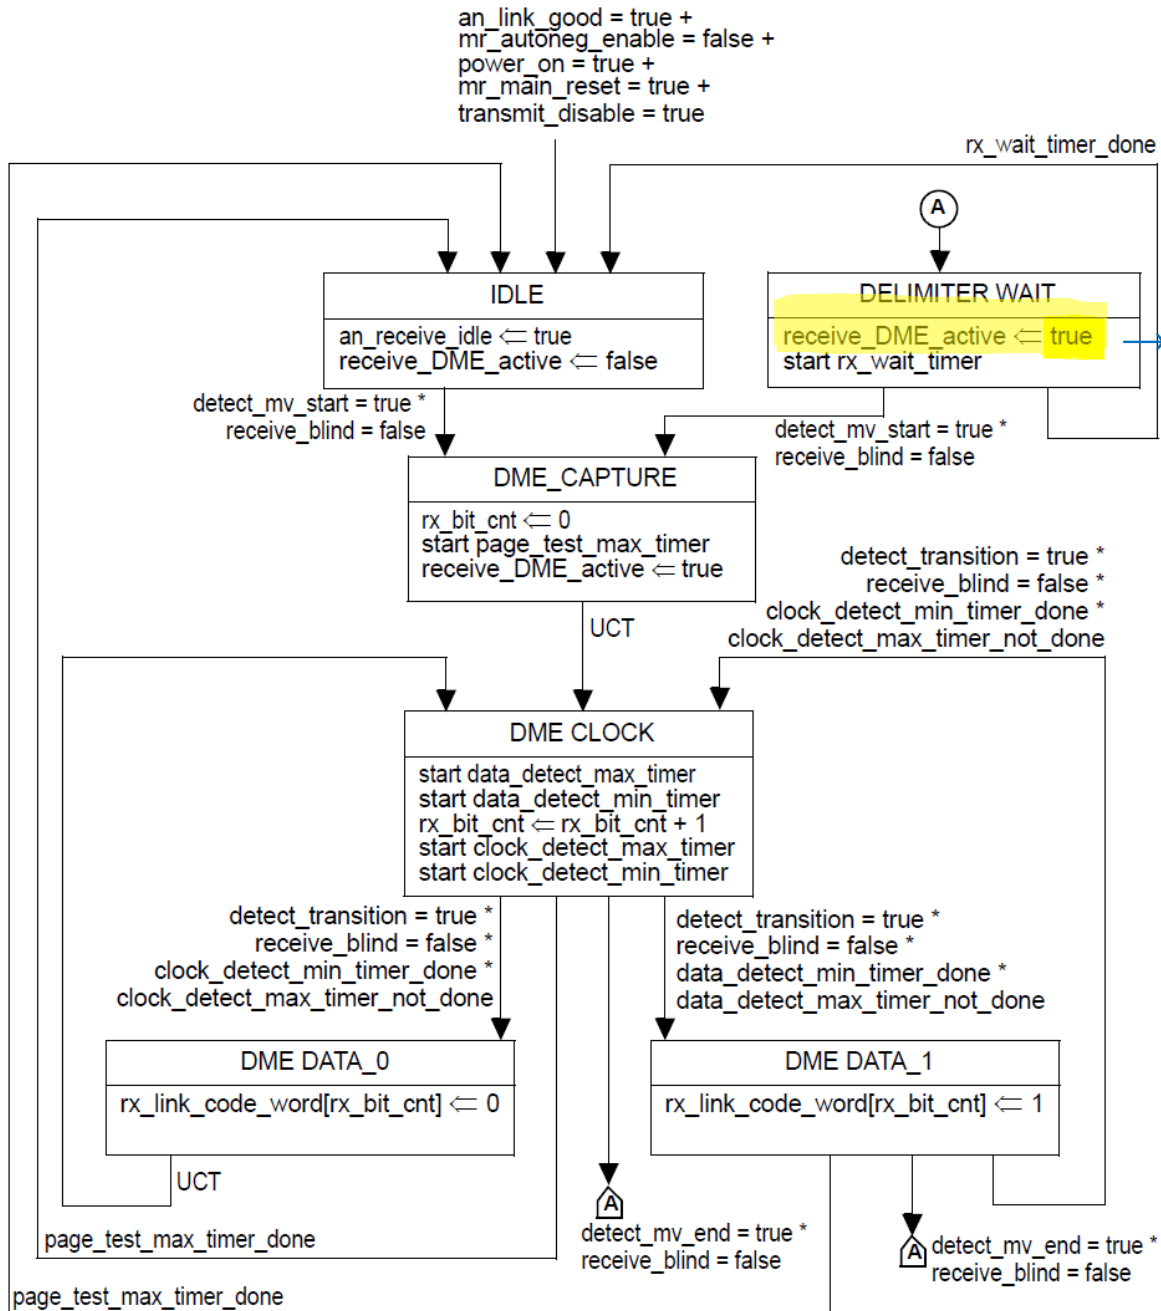 an_link_good = true +
mr_autoneg_enable = false +
power_on = true +
mr_main_reset = true +
transmit_disable = true
rx_wait_timer_done
A
IDLE
an_receive_idle ⇐ true
receive_DME_active ⇐ false
DELIMITER WAIT
receive_DME_active ⇐ true
start rx_wait_timer
detect_mv_start = true *
receive_blind = false
detect_mv_start = true *
receive_blind = false
DME_CAPTURE
rx_bit_cnt ⇐ 0
start page_test_max_timer
receive_DME_active ⇐ true
detect_transition = true *
receive_blind = false *
clock_detect_min_timer_done *
clock_detect_max_timer_not_done
UCT
DME CLOCK
start data_detect_max_timer
start data_detect_min_timer
rx_bit_cnt ⇐ rx_bit_cnt + 1
start clock_detect_max_timer
start clock_detect_min_timer
detect_transition = true *
receive_blind = false *
clock_detect_min_timer_done *
clock_detect_max_timer_not_done
detect_transition = true *
receive_blind = false *
data_detect_min_timer_done *
data_detect_max_timer_not_done
DME DATA_0
rx_link_code_word[rx_bit_cnt] ⇐ 0
DME DATA_1
rx_link_code_word[rx_bit_cnt] ⇐ 1
UCT
A
detect_mv_end = true *
receive_blind = false
A
detect_mv_end = true *
receive_blind = false
page_test_max_timer_done
page_test_max_timer_done